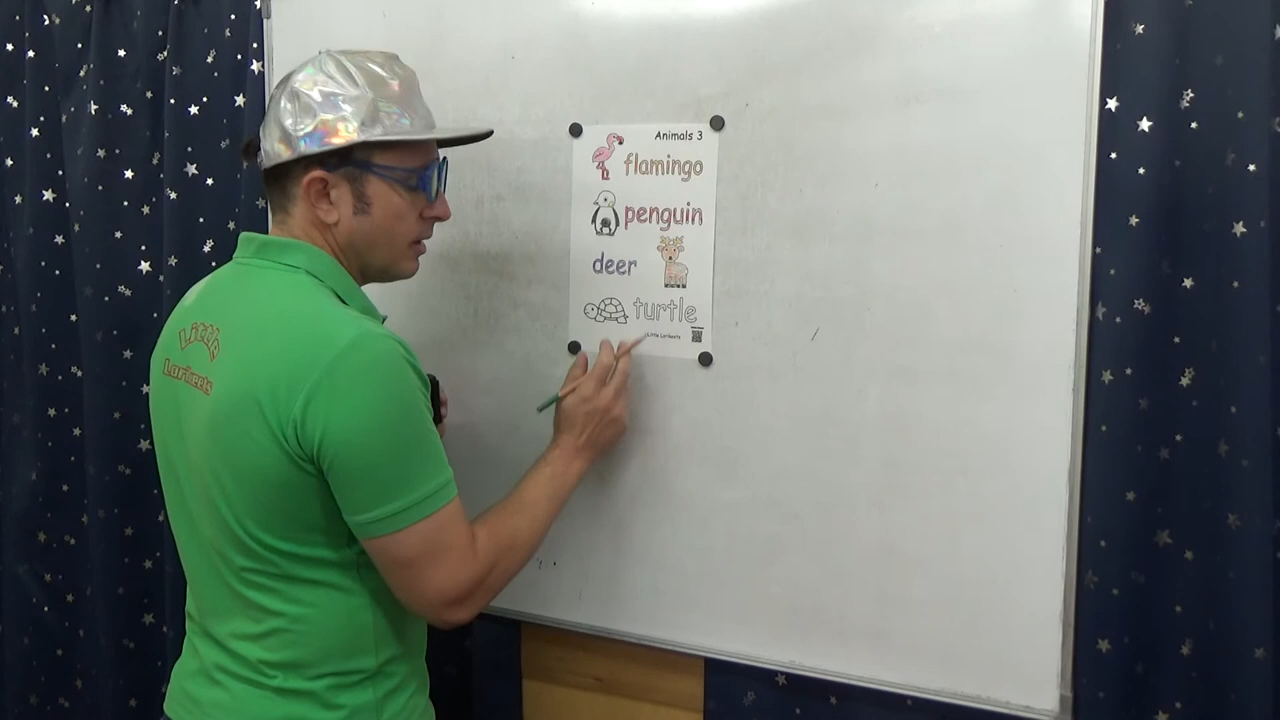 Little
Lorikeets
Animals 3
flamingo
penguin
deer
turtle
©Little Lorikeets